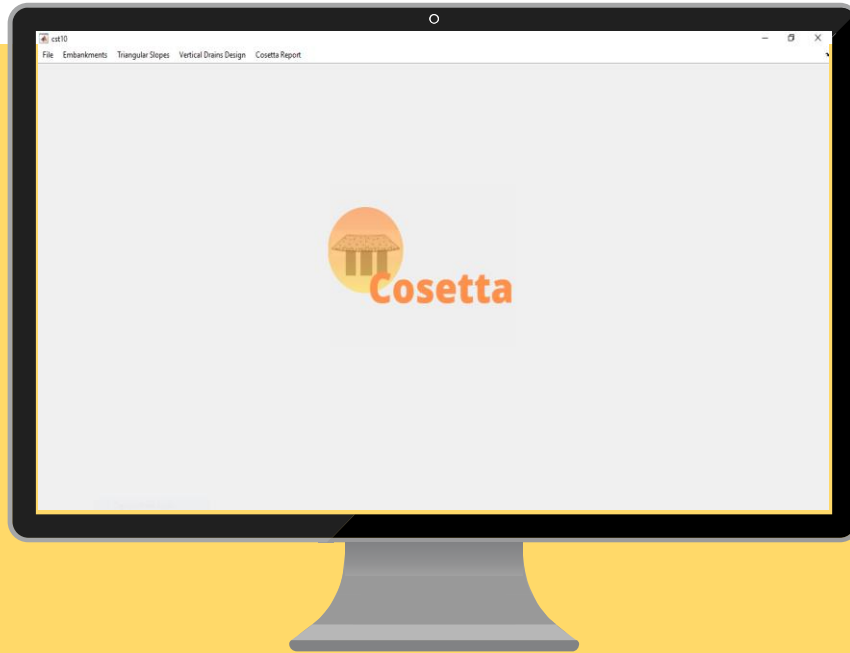 cst10
File Embankments Triangular Slopes Vertical Drains Design Cosetta Report
Cosetta